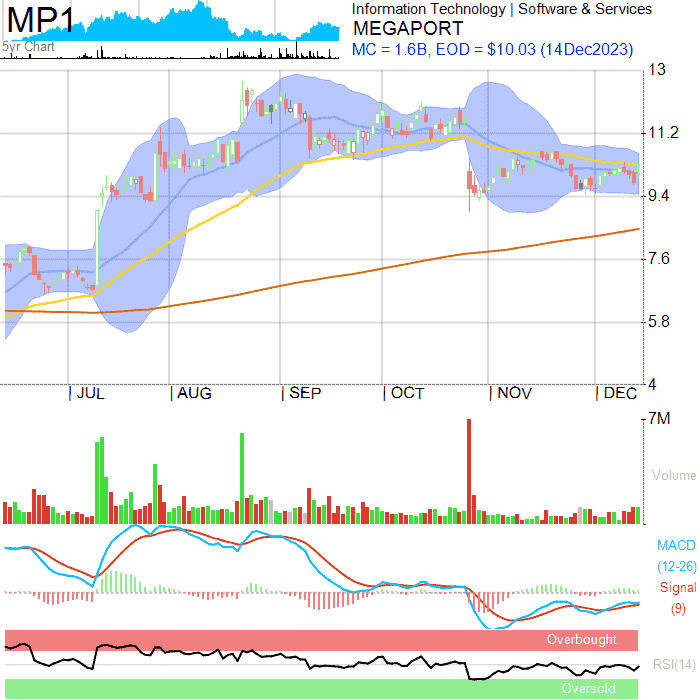 MP1
5yr Chart
Information Technology | Software & Services
MEGAPORT
MC = 1.6B, EOD = $10.03 (14Dec2023)
13
11.2
9.4
7.6
5.8
4
| JUL | AUG | SEP | OCT | NOV | DEC
7M
Volume
MACD
(12-26)
Signal
(9)
Overbought
RSI(14)
Oversold